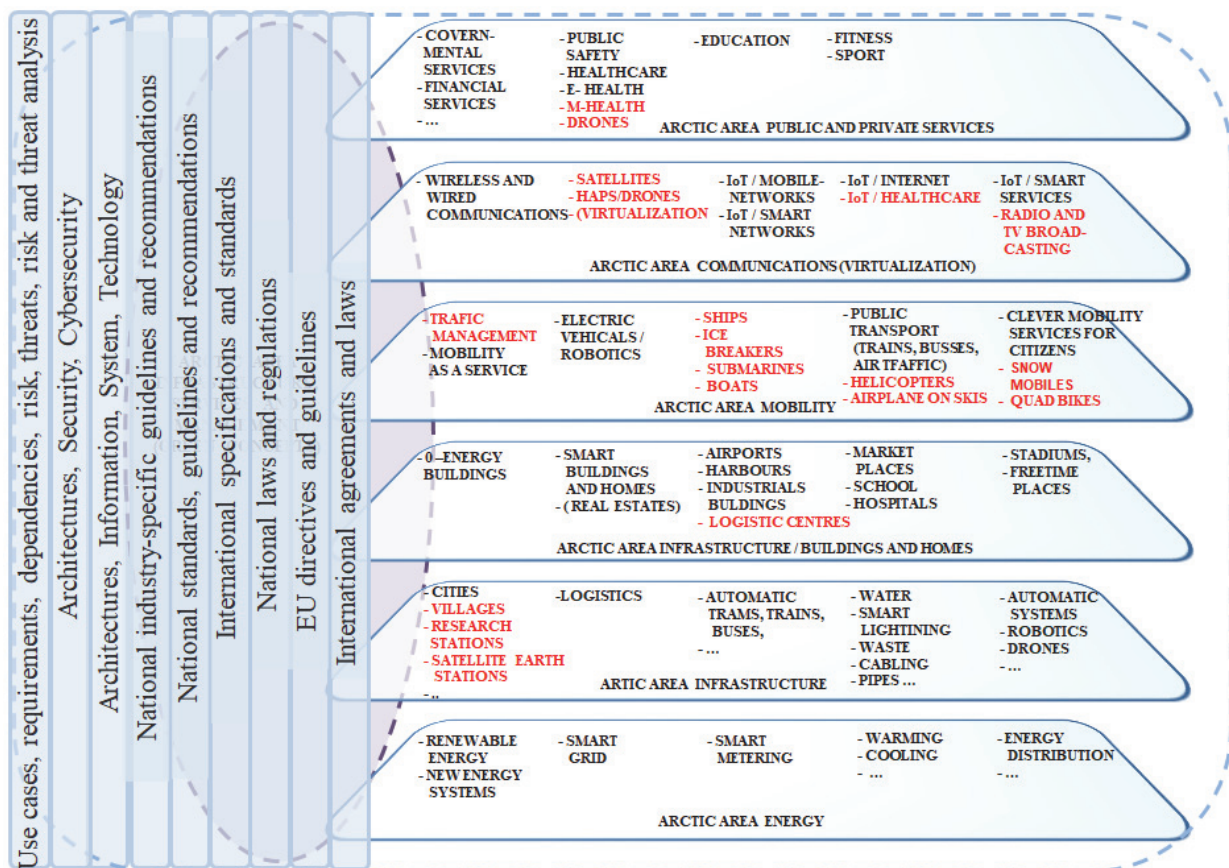 Use cases, requirements, dependencies, risk, threats, risk and threat analysis
Architectures, Security, Cybersecurity
Architectures, Information, System, Technology
National industry-specific guidelines and recommendations
National standards, guidelines and recommendations
International specifications and standards
National laws and regulations
EU directives and guidelines
International agreements and laws
- COVERN-
MENTAL
SERVICES
- FINANCIAL
SERVICES
- ...
- PUBLIC
SAFETY
- HEALTHCARE
- E- HEALTH
- M-HEALTH
- DRONES
- EDUCATION
- FITNESS
- SPORT
ARCTIC AREA PUBLIC AND PRIVATE SERVICES
- WIRELESS AND
WIRED
COMMUNICATIONS
- SATELLITES
- HAPS/DRONES
- (VIRTUALIZATION
- IoT / MOBILE-
NETWORKS
- IoT / SMART
NETWORKS
- IoT / INTERNET
- IoT / HEALTHCARE
- IoT / SMART
SERVICES
- RADIO AND
TV BROAD-
CASTING
ARCTIC AREA COMMUNICATIONS (VIRTUALIZATION)
- TRAFIC
MANAGEMENT
- MOBILITY
AS A SERVICE
- ELECTRIC
VEHICALS /
ROBOTICS
- SHIPS
- ICE
BREAKERS
- SUBMARINES
- BOATS
- PUBLIC
TRANSPORT
(TRAINS, BUSSES,
AIR TFAFFIC)
- HELICOPTERS
- AIRPLANE ON SKIS
- CLEVER MOBILITY
SERVICES FOR
CITIZENS
- SNOW
MOBILES
- QUAD BIKES
ARCTIC AREA MOBILITY
- 0 -ENERGY
BUILDINGS
- SMART
BUILDINGS
AND HOMES
- (REAL ESTATES)
- AIRPORTS
- HARBOURS
- INDUSTRIALS
BULDINGS
- LOGISTIC CENTRES
- MARKET
PLACES
- SCHOOL
- HOSPITALS
- STADIUMS,
- FREETIME
PLACES
ARCTIC AREA INFRASTRUCTURE / BUILDINGS AND HOMES
- CITIES
- VILLAGES
- RESEARCH
STATIONS
- SATELLITE EARTH
STATIONS
- ..
- LOGISTICS
- AUTOMATIC
TRAMS, TRAINS,
BUSES,
- ...
- WATER
- SMART
LIGHTINING
- WASTE
- CABLING
- PIPES ...
- AUTOMATIC
SYSTEMS
- ROBOTICS
- DRONES
- ...
ARTIC AREA INFRASTRUCTURE
- RENEWABLE
ENERGY
- NEW ENERGY
SYSTEMS
- SMART
GRID
- SMART
METERING
- WARMING
- COOLING
- ...
- ENERGY
DISTRIBUTION
- ...
ARCTIC AREA ENERGY